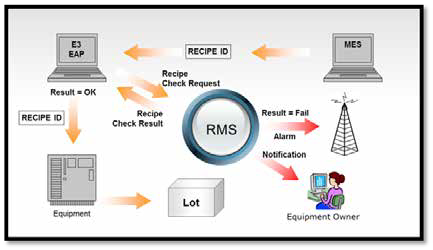 E3
EAP
RECIPE ID
MES
Result = OK
Recipe
Check Request
RECIPE ID
Recipe
Check Result
RMS
Result = Fail
Alarm
Notification
Equipment
Lot
Equipment Owner